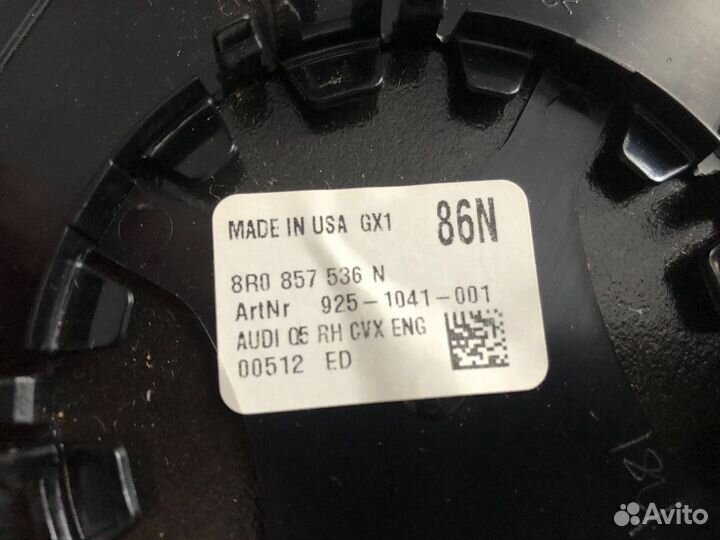 MADE IN USA GX1 86N
8R0 857 536 N
ArtNr 925-1041-001
AUDI Q5 RH CVX ENG
00512 ED
Avito